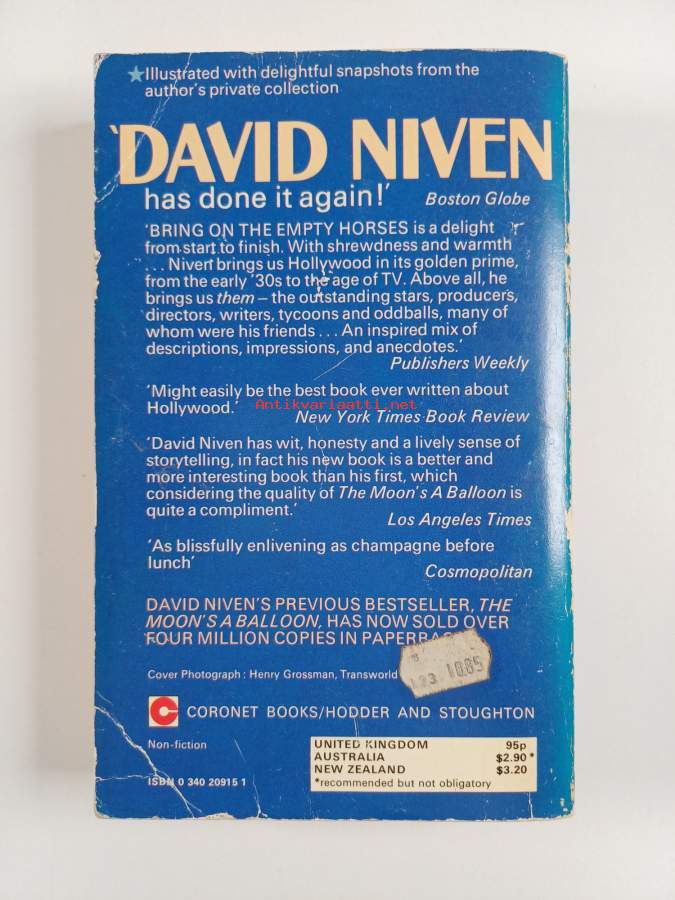 ★Illustrated with delightful snapshots from the
author's private collection
'DAVID NIVEN
has done it again!' Boston Globe
'BRING ON THE EMPTY HORSES is a delight
from start to finish. With shrewdness and warmth
... Niven brings us Hollywood in its golden prime,
from the early '30s to the age of TV. Above all, he
brings us them – the outstanding stars, producers,
directors, writers, tycoons and oddballs, many of
whom were his friends ... An inspired mix of
descriptions, impressions, and anecdotes.'
Publishers Weekly
'Might easily be the best book ever written about
Hollywood.' Antikvariaatti.net
New York Times Book Review
'David Niven has wit, honesty and a lively sense of
storytelling, in fact his new book is a better and
more interesting book than his first, which
considering the quality of The Moon's A Balloon is
quite a compliment.'
Los Angeles Times
'As blissfully enlivening as champagne before
lunch'
Cosmopolitan
DAVID NIVEN'S PREVIOUS BESTSELLER, THE
MOON'S A BALLOON, HAS NOW SOLD OVER
FOUR MILLION COPIES IN
Cover Photograph : Henry Grossman, Transworld
C CORONET BOOKS/HODDER AND STOUGHTON
Non-fiction
UNITED KINGDOM 95p
AUSTRALIA $2.90*
NEW ZEALAND $3.20
*recommended but not obligatory
ISBN 0 340 20915 1